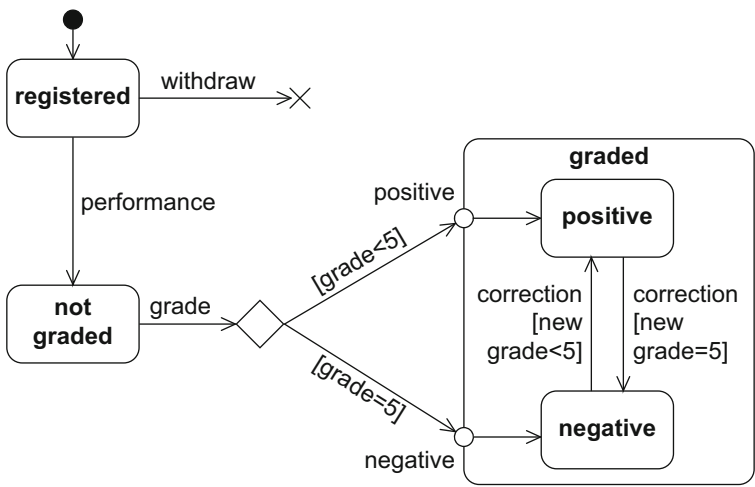 withdraw
registered
performance
graded
positive
positive
[grade<5]
not
graded
grade
correction
[new
grade<5]
correction
[new
grade=5]
[grade=5]
negative
negative